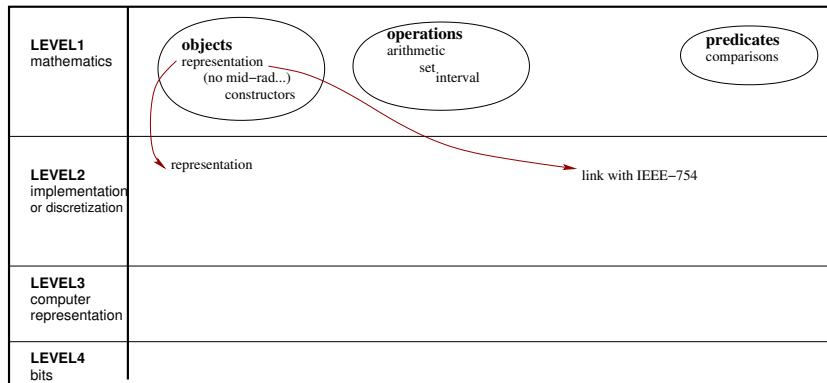 LEVEL1
mathematics
objects
representation
(no mid−rad...)
constructors
operations
arithmetic
set
interval
predicates
comparisons
LEVEL2
implementation
or discretization
representation
link with IEEE−754
LEVEL3
computer
representation
LEVEL4
bits